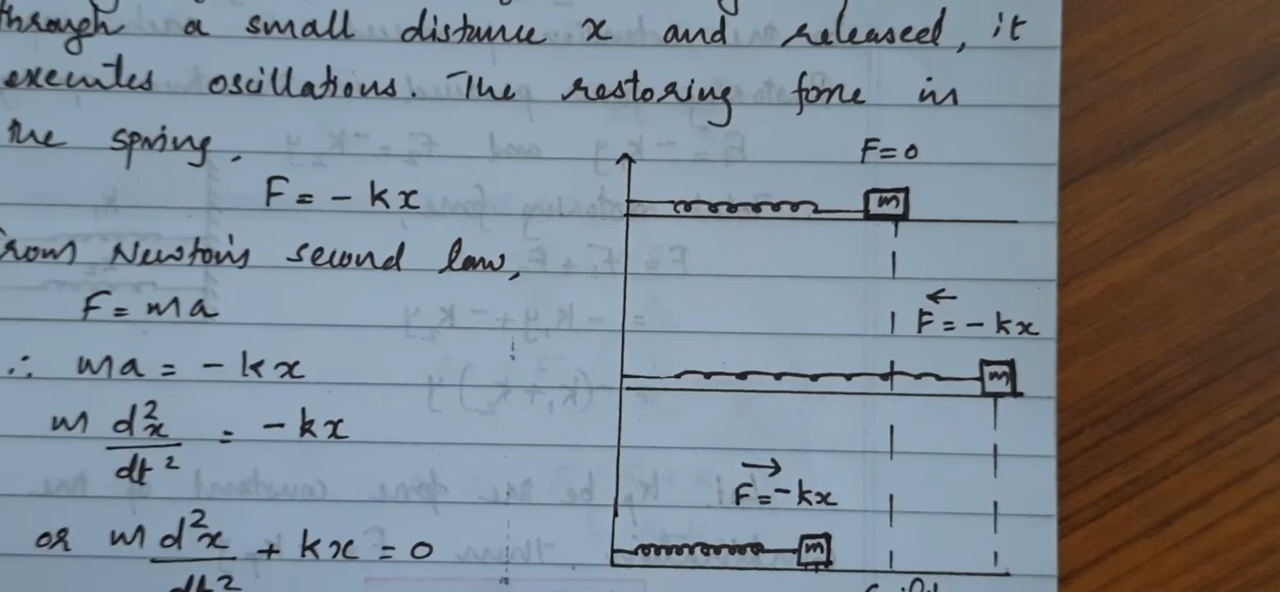 through a small distance x and released, it
executes oscillations. The restoring force in
the spring.
F = - kx
From Newton's second law,
F = ma
∴ ma = - kx
m d²x/dt² = - kx
or m d²x/dt² + kx = 0
F = 0
m
F = - kx
m
F = - kx
m